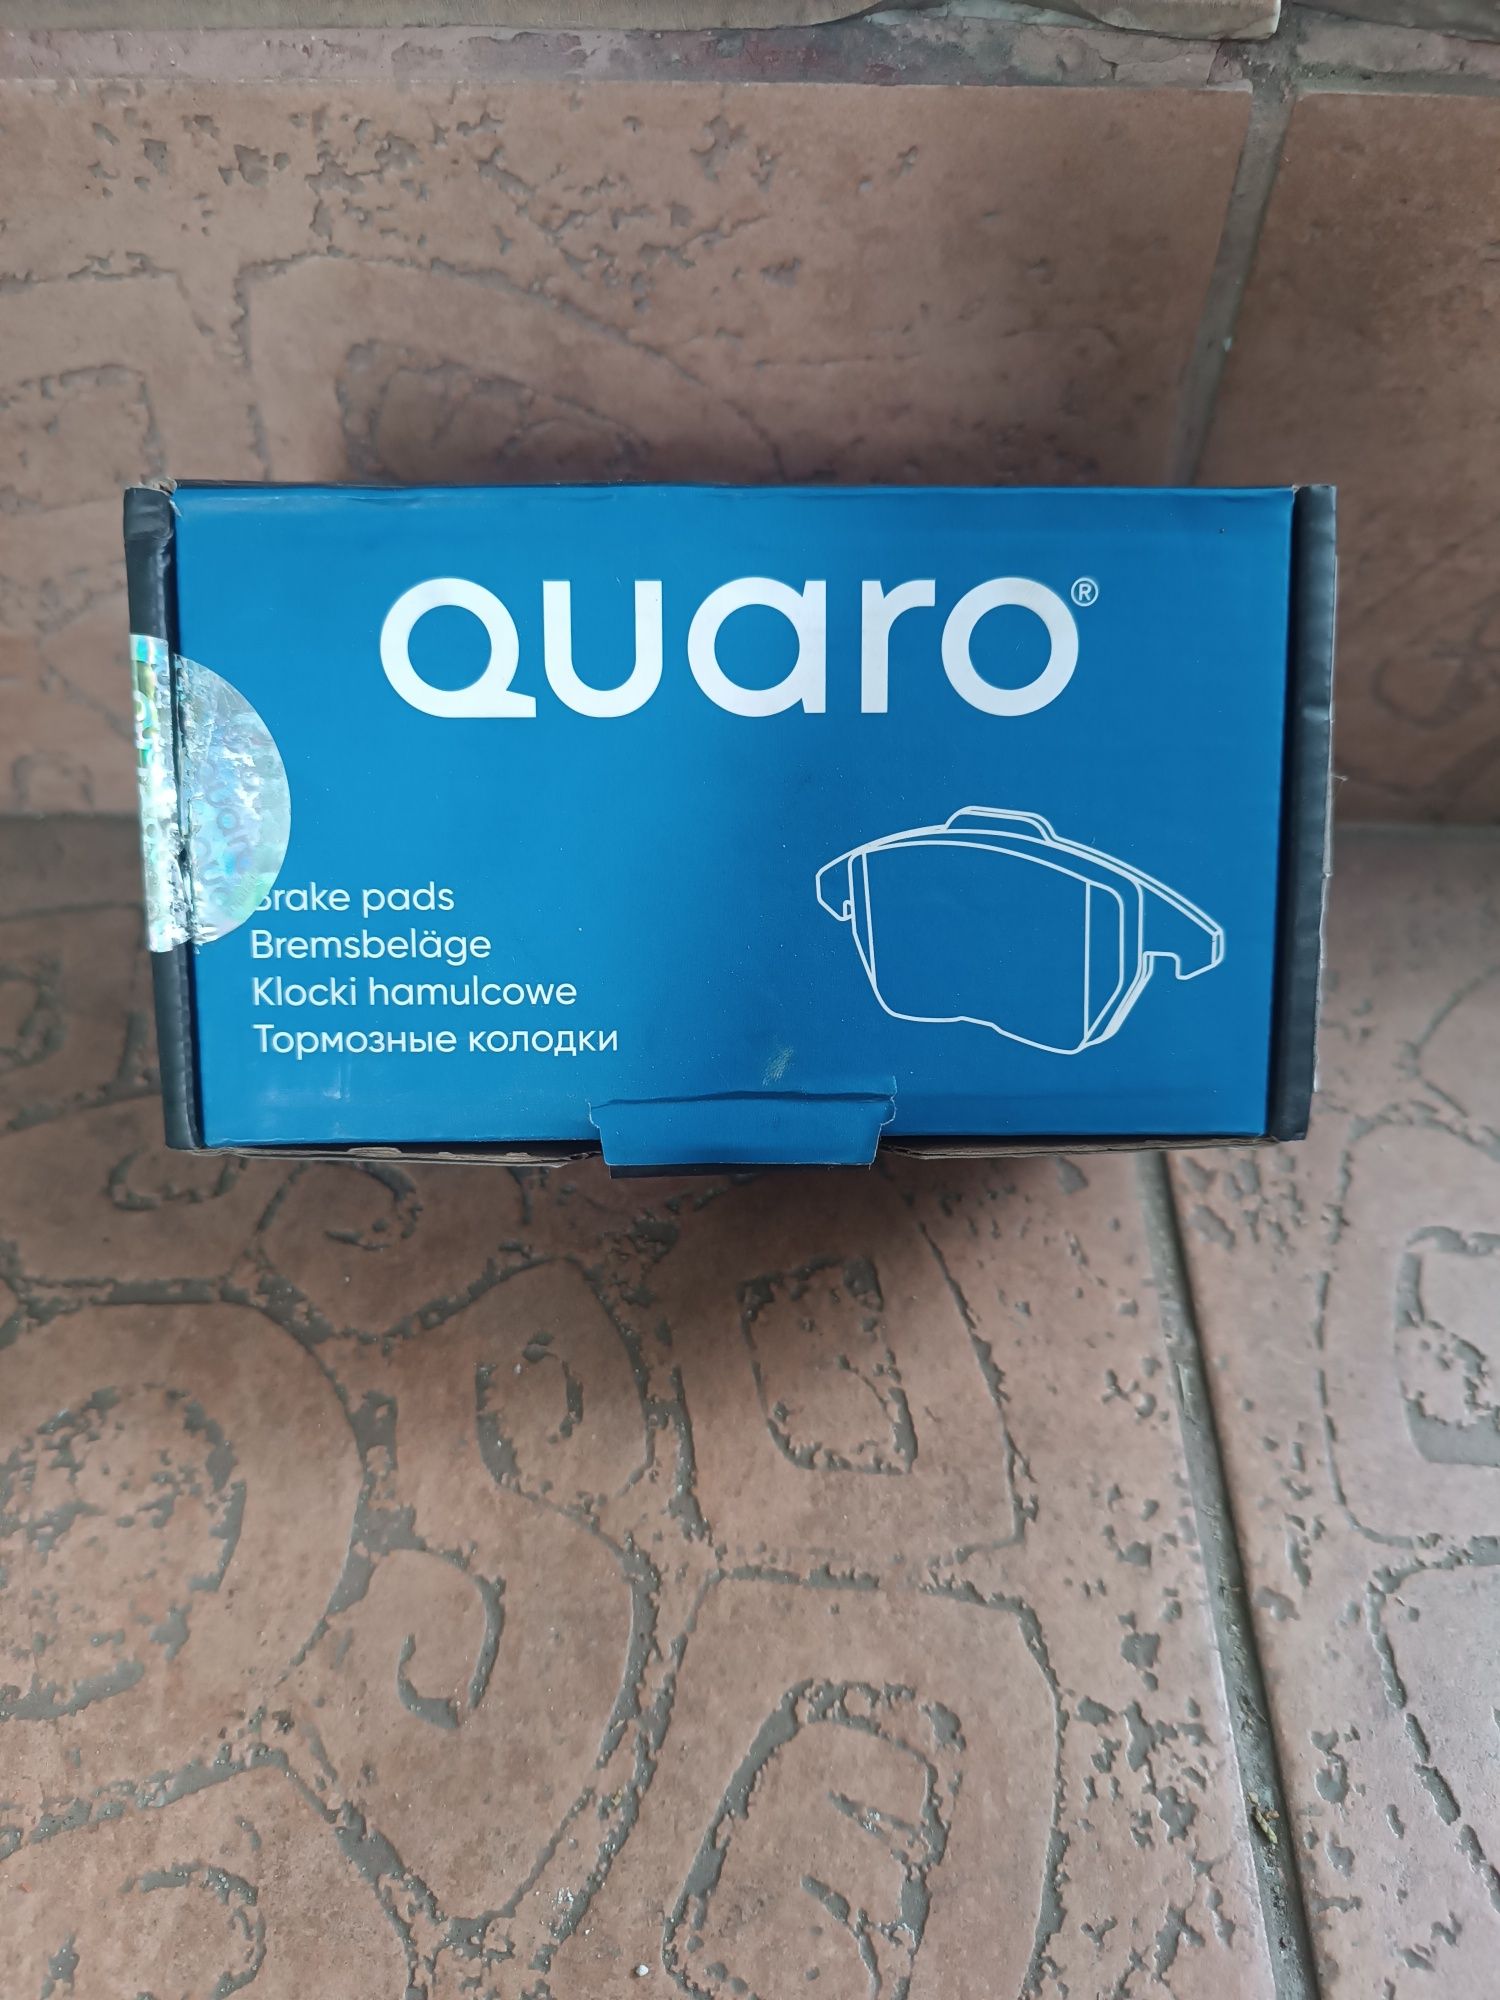 Quaro®
Brake pads
Bremsbeläge
Klocki hamulcowe
Тормозные колодки